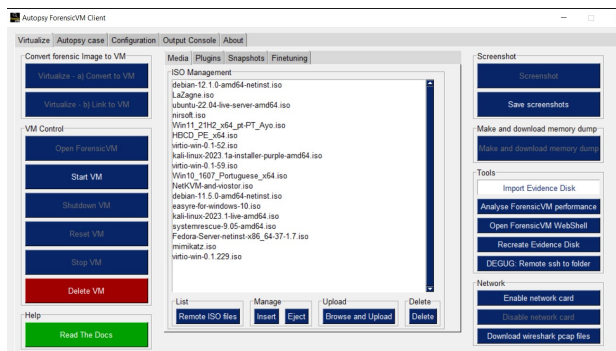 Autopsy ForensicVM Client
Virtualize Autopsy case Configuration Output Console About
Convert forensic Image to VM
Virtualize - a) Convert to VM
Virtualize - b) Link to VM
VM Control
Open ForensicVM
Start VM
Shutdown VM
Reset VM
Stop VM
Delete VM
Help
Read The Docs
Media Plugins Snapshots Finetuning
ISO Management
debian-12.1.0-amd64-netinst.iso
LaZagne.iso
ubuntu-22.04-live-server-amd64.iso
nirsoft.iso
Win11_21H2_x64_pt-PT_Ayo.iso
HBCD_PE_x64.iso
virtio-win-0.1-52.iso
kali-linux-2023.1a-installer-purple-amd64.iso
virtio-win-0.1-59.iso
Win10_1607_Portuguese_x64.iso
NetKVM-and-viostor.iso
debian-11.5.0-amd64-netinst.iso
easyre-for-windows-10.iso
kali-linux-2023.1-live-amd64.iso
systemrescue-9.05-amd64.iso
Fedora-Server-netinst-x86_64-37-1.7.iso
mimikatz.iso
virtio-win-0.1.229.iso
List Manage Upload Delete
Remote ISO files Insert Eject Browse and Upload Delete
Screenshot
Screenshot
Save screenshots
Make and download memory dump
Make and download memory dump
Tools
Import Evidence Disk
Analyse ForensicVM performance
Open ForensicVM WebShell
Recreate Evidence Disk
DEGUG: Remote ssh to folder
Network
Enable network card
Disable network card
Download wireshark pcap files